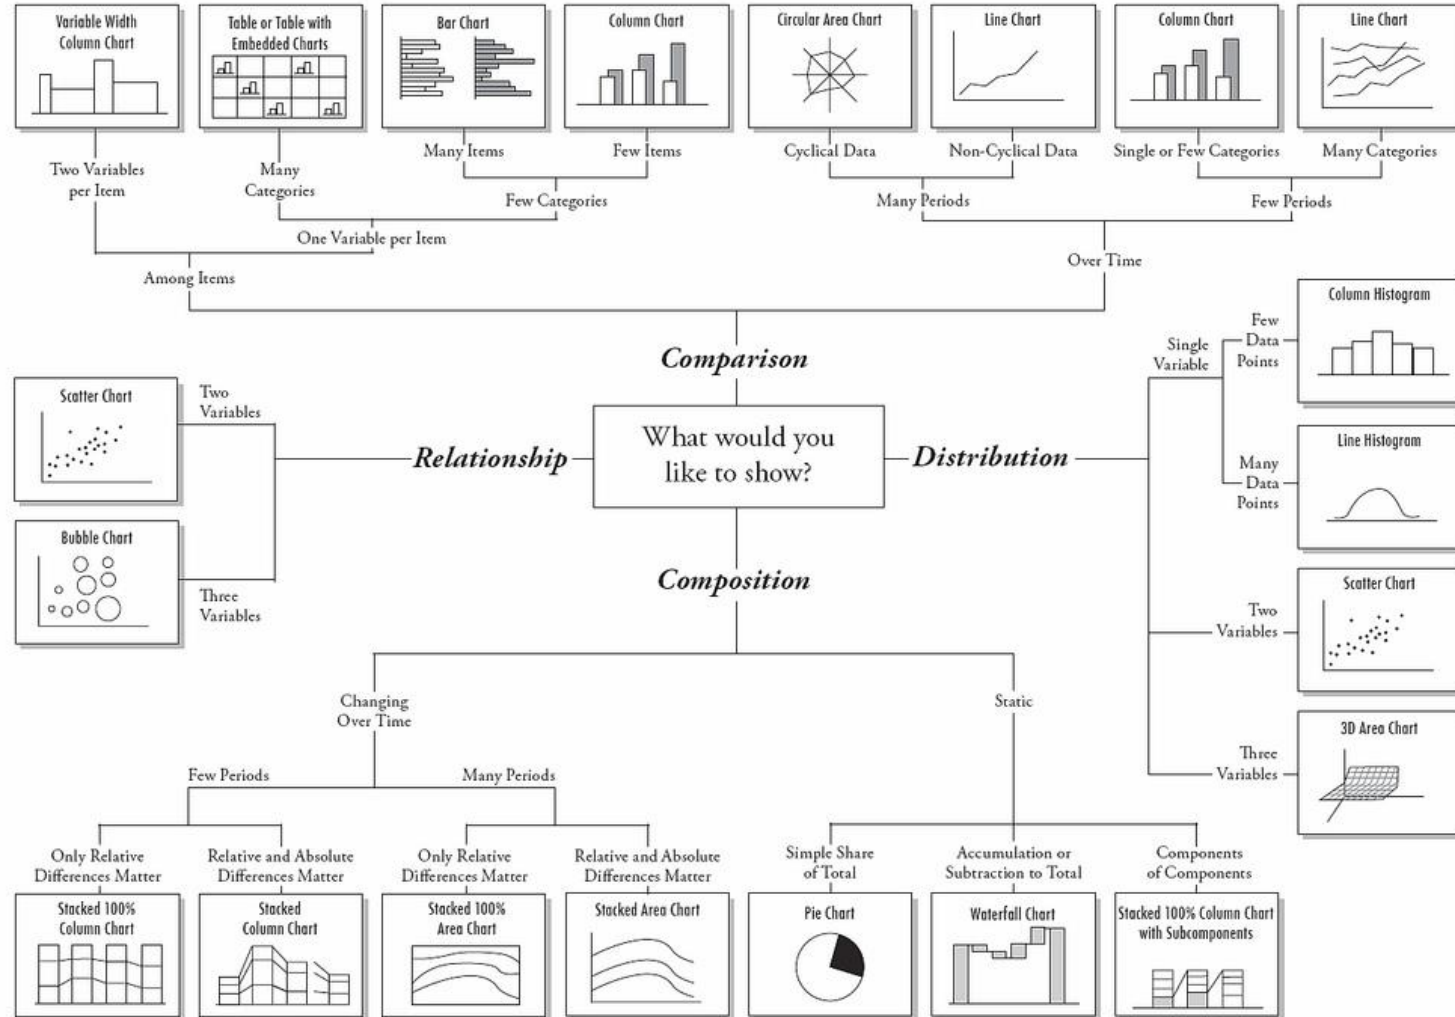 Variable Width
Column Chart
Table or Table with
Embedded Charts
Bar Chart
Column Chart
Circular Area Chart
Line Chart
Column Chart
Line Chart
Two Variables
per Item
Many
Categories
Many Items
Few Items
Cyclical Data
Non-Cyclical Data
Single or Few Categories
Many Categories
Few Categories
Many Periods
Few Periods
One Variable per Item
Among Items
Over Time
Comparison
What would you
like to show?
Relationship
Two
Variables
Scatter Chart
Three
Variables
Bubble Chart
Distribution
Single
Variable
Few
Data
Points
Column Histogram
Many
Data
Points
Line Histogram
Two
Variables
Scatter Chart
Three
Variables
3D Area Chart
Composition
Changing
Over Time
Static
Few Periods
Many Periods
Only Relative
Differences Matter
Relative and Absolute
Differences Matter
Only Relative
Differences Matter
Relative and Absolute
Differences Matter
Simple Share
of Total
Accumulation or
Subtraction to Total
Components
of Components
Stacked 100%
Column Chart
Stacked
Column Chart
Stacked 100%
Area Chart
Stacked Area Chart
Pie Chart
Waterfall Chart
Stacked 100% Column Chart
with Subcomponents